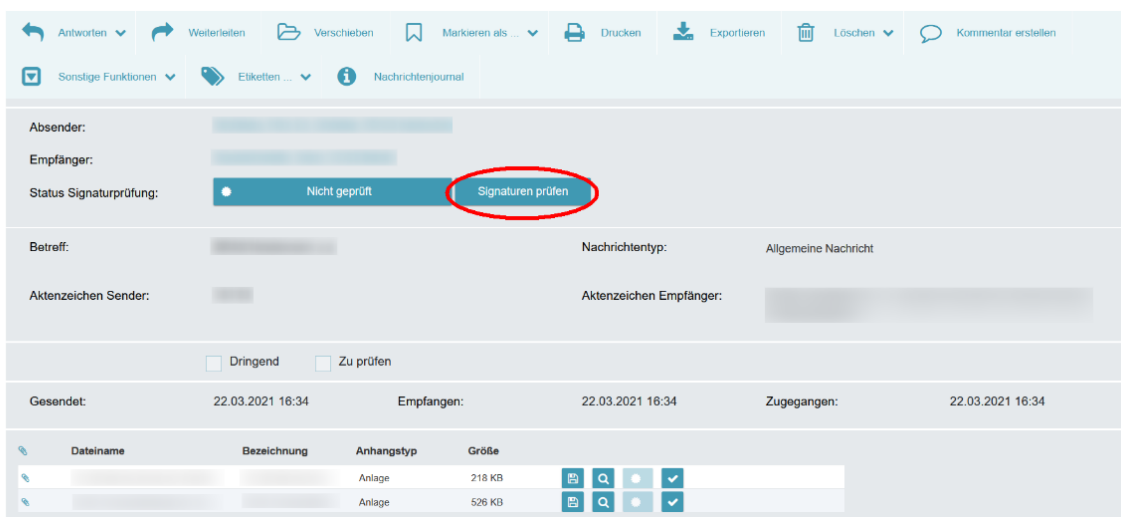 Antworten Weiterleiten Verschieben Markieren als ... Drucken Exportieren Löschen Kommentar erstellen
Sonstige Funktionen Etiketten ... Nachrichtenjournal
Absender:
Empfänger:
Status Signaturprüfung: Nicht geprüft Signaturen prüfen
Betreff: Nachrichtentyp: Allgemeine Nachricht
Aktenzeichen Sender: Aktenzeichen Empfänger:
Dringend Zu prüfen
Gesendet: 22.03.2021 16:34 Empfangen: 22.03.2021 16:34 Zugegangen: 22.03.2021 16:34
Dateiname Bezeichnung Anhangstyp Größe
Anlage 218 KB
Anlage 526 KB